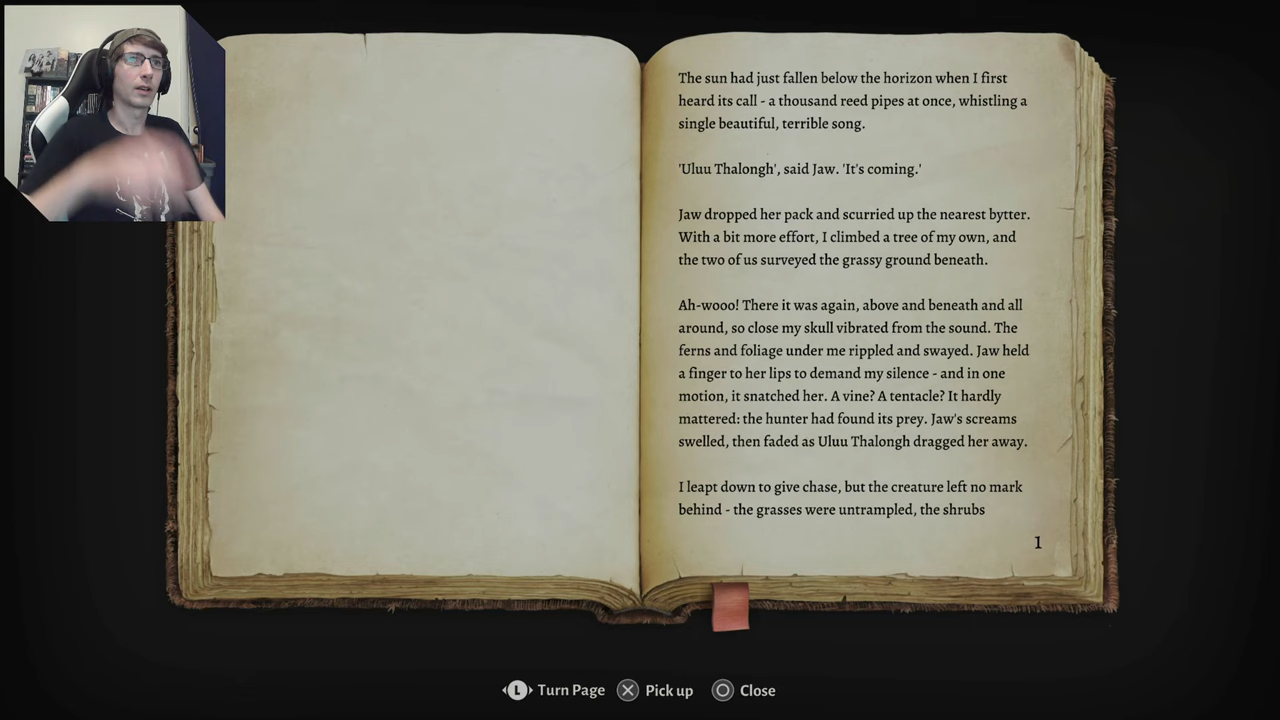 The sun had just fallen below the horizon when I first
heard its call - a thousand reed pipes at once, whistling a
single beautiful, terrible song.
'Uluu Thalongh', said Jaw. 'It's coming.'
Jaw dropped her pack and scurried up the nearest bytter.
With a bit more effort, I climbed a tree of my own, and
the two of us surveyed the grassy ground beneath.
Ah-wooo! There it was again, above and beneath and all
around, so close my skull vibrated from the sound. The
ferns and foliage under me rippled and swayed. Jaw held
a finger to her lips to demand my silence - and in one
motion, it snatched her. A vine? A tentacle? It hardly
mattered: the hunter had found its prey. Jaw's screams
swelled, then faded as Uluu Thalongh dragged her away.
I leapt down to give chase, but the creature left no mark
behind - the grasses were untrampled, the shrubs
1
L Turn Page Pick up Close